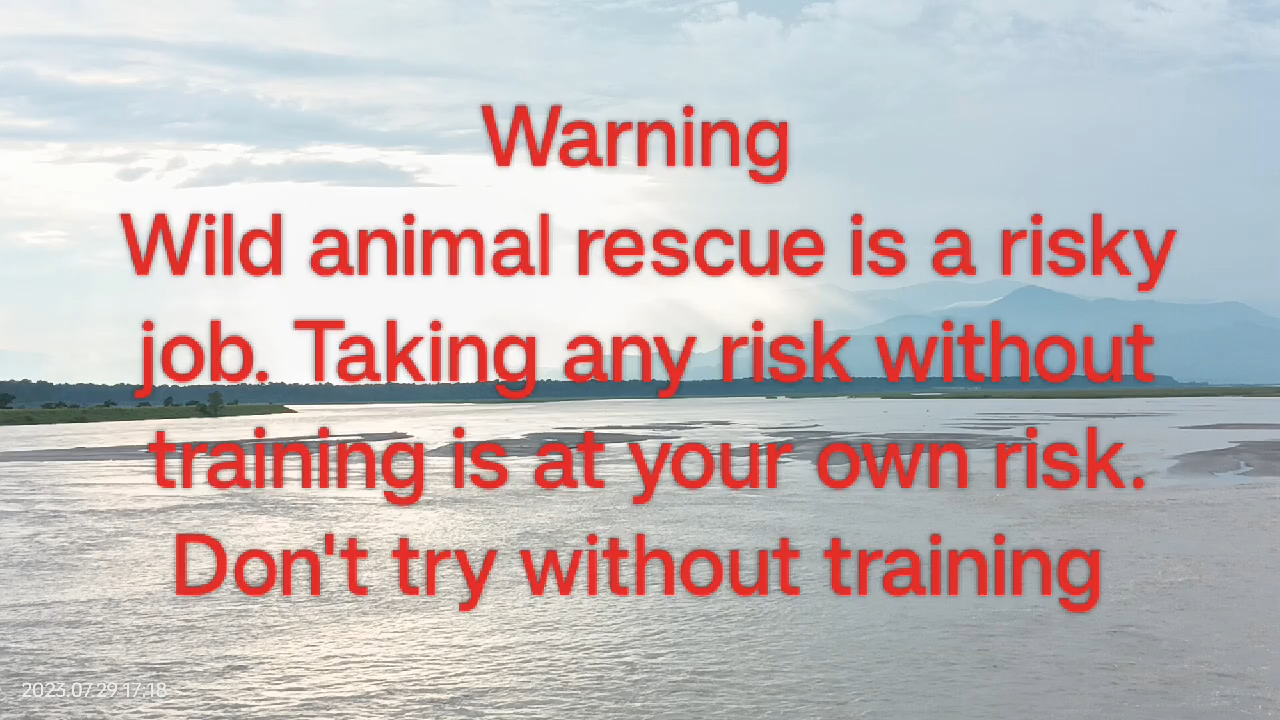 Warning
Wild animal rescue is a risky
job. Taking any risk without
training is at your own risk.
Don't try without training
2023.07.29 17:18